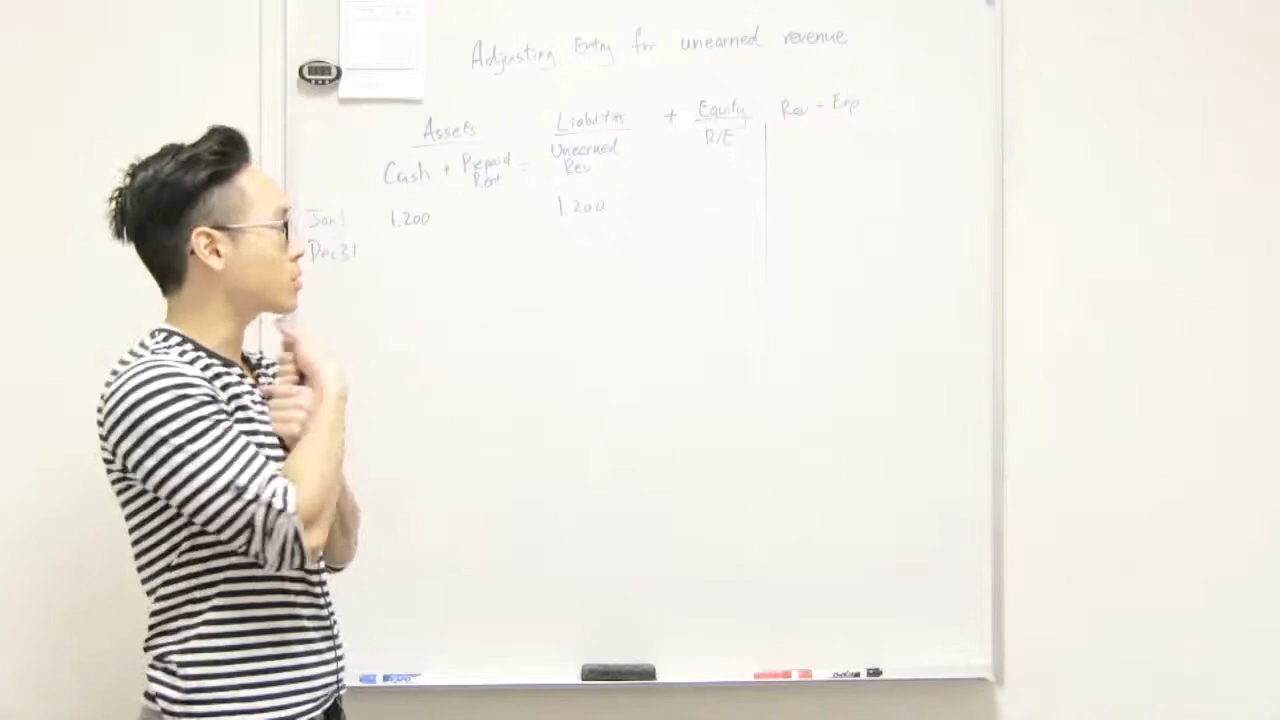 Adjusting Entry for unearned revenue
Assets Liabilities + Equity Rev - Exp
Cash + Prepaid Rent = Unearned Rev R/E
Jan 1 1,200 1,200
Dec 31